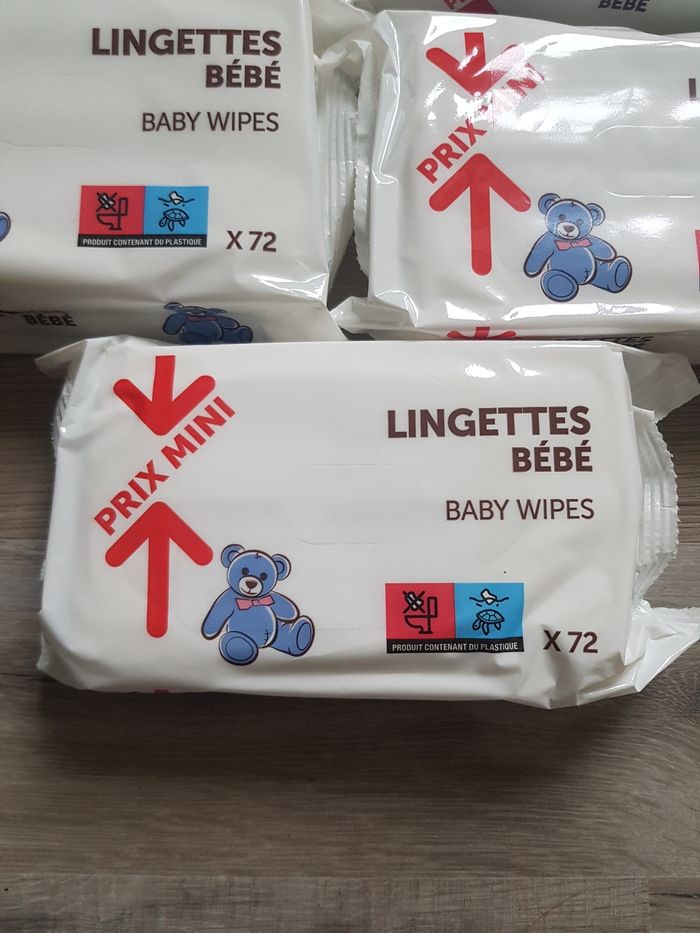 BÉBÉ
LINGETTES
BÉBÉ
BABY WIPES
PRODUIT CONTENANT DU PLASTIQUE
X 72
BÉBÉ
PRIX MINI
PRIX MINI
LINGETTES
BÉBÉ
BABY WIPES
PRODUIT CONTENANT DU PLASTIQUE
X 72